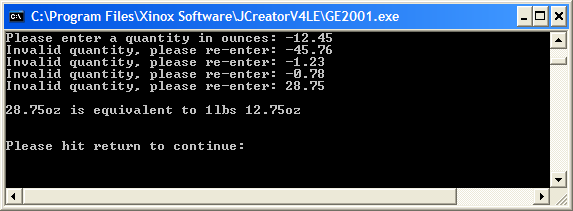 C:\Program Files\Xinox Software\JCreatorV4LE\GE2001.exe
Please enter a quantity in ounces: -12.45
Invalid quantity, please re-enter: -45.76
Invalid quantity, please re-enter: -1.23
Invalid quantity, please re-enter: -0.78
Invalid quantity, please re-enter: 28.75
28.75oz is equivalent to 1lbs 12.75oz
Please hit return to continue: